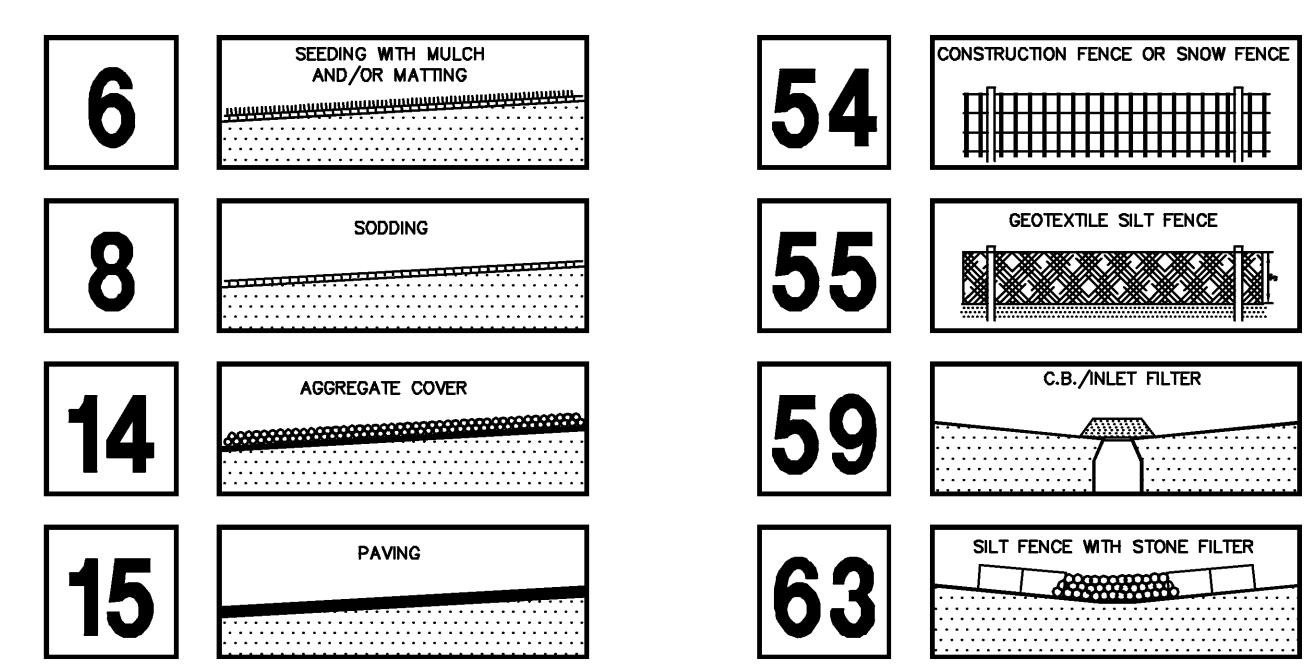 6
SEEDING WITH MULCH
AND/OR MATTING
8
SODDING
14
AGGREGATE COVER
15
PAVING
54
CONSTRUCTION FENCE OR SNOW FENCE
55
GEOTEXTILE SILT FENCE
59
C.B./INLET FILTER
63
SILT FENCE WITH STONE FILTER